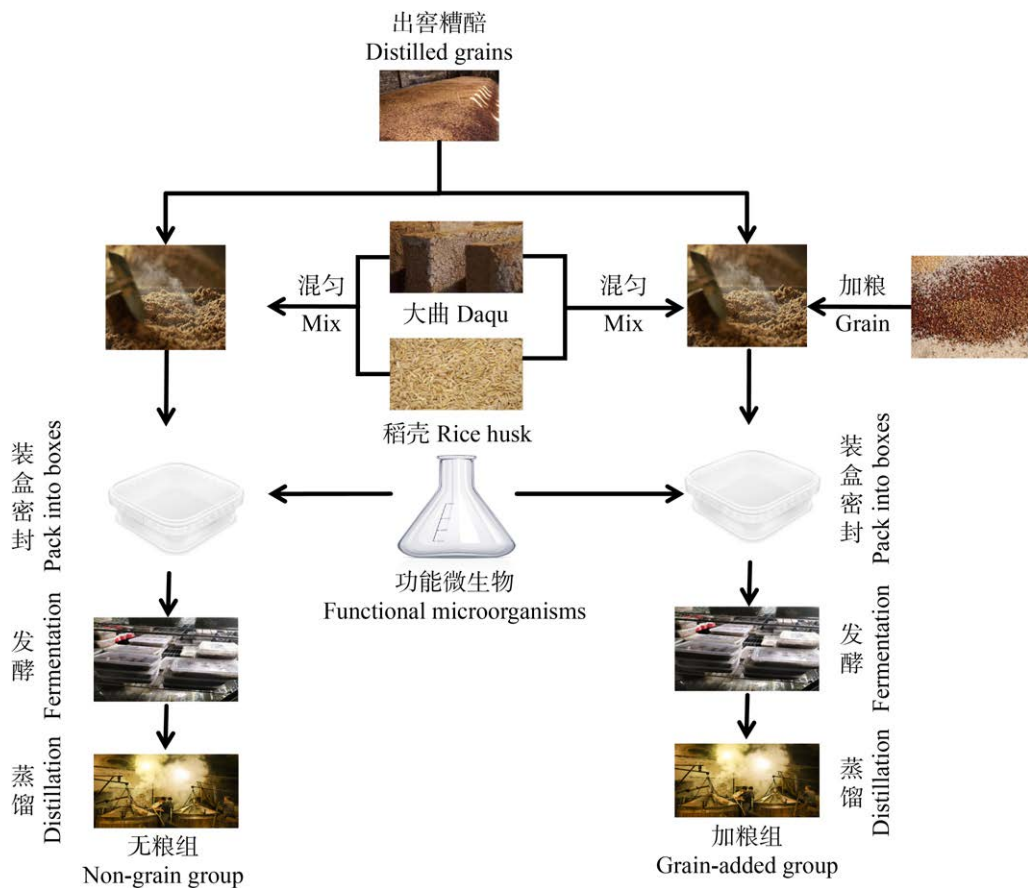 出窖糟醅
Distilled grains
混匀
Mix
大曲 Daqu
混匀
Mix
加粮
Grain
稻壳 Rice husk
装盒密封
Pack into boxes
装盒密封
Pack into boxes
功能微生物
Functional microorganisms
发酵
Fermentation
发酵
Fermentation
蒸馏
Distillation
蒸馏
Distillation
无粮组
Non-grain group
加粮组
Grain-added group